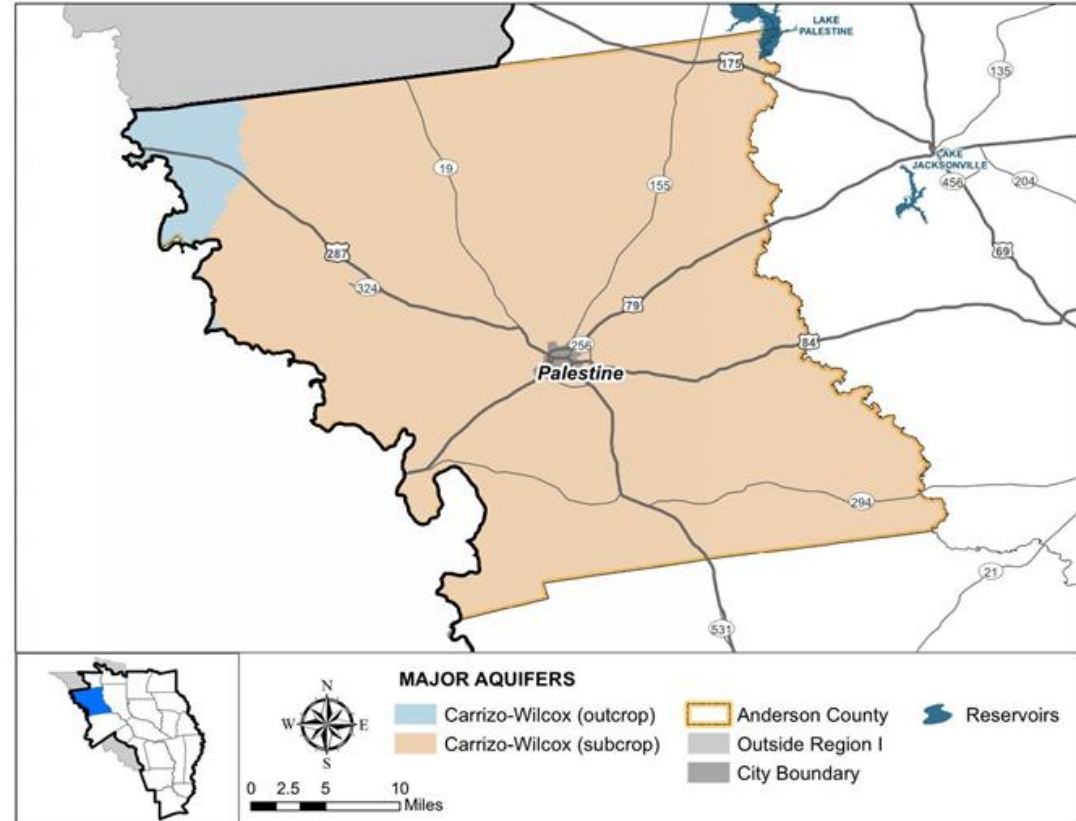 LAKE
PALESTINE
175
135
19
LAKE
JACKSONVILLE
155
456
204
287
69
324
79
84
256
Palestine
294
21
531
MAJOR AQUIFERS
Carrizo-Wilcox (outcrop)
Carrizo-Wilcox (subcrop)
Anderson County
Outside Region I
City Boundary
Reservoirs
N
W
E
S
0 2.5 5 10
Miles